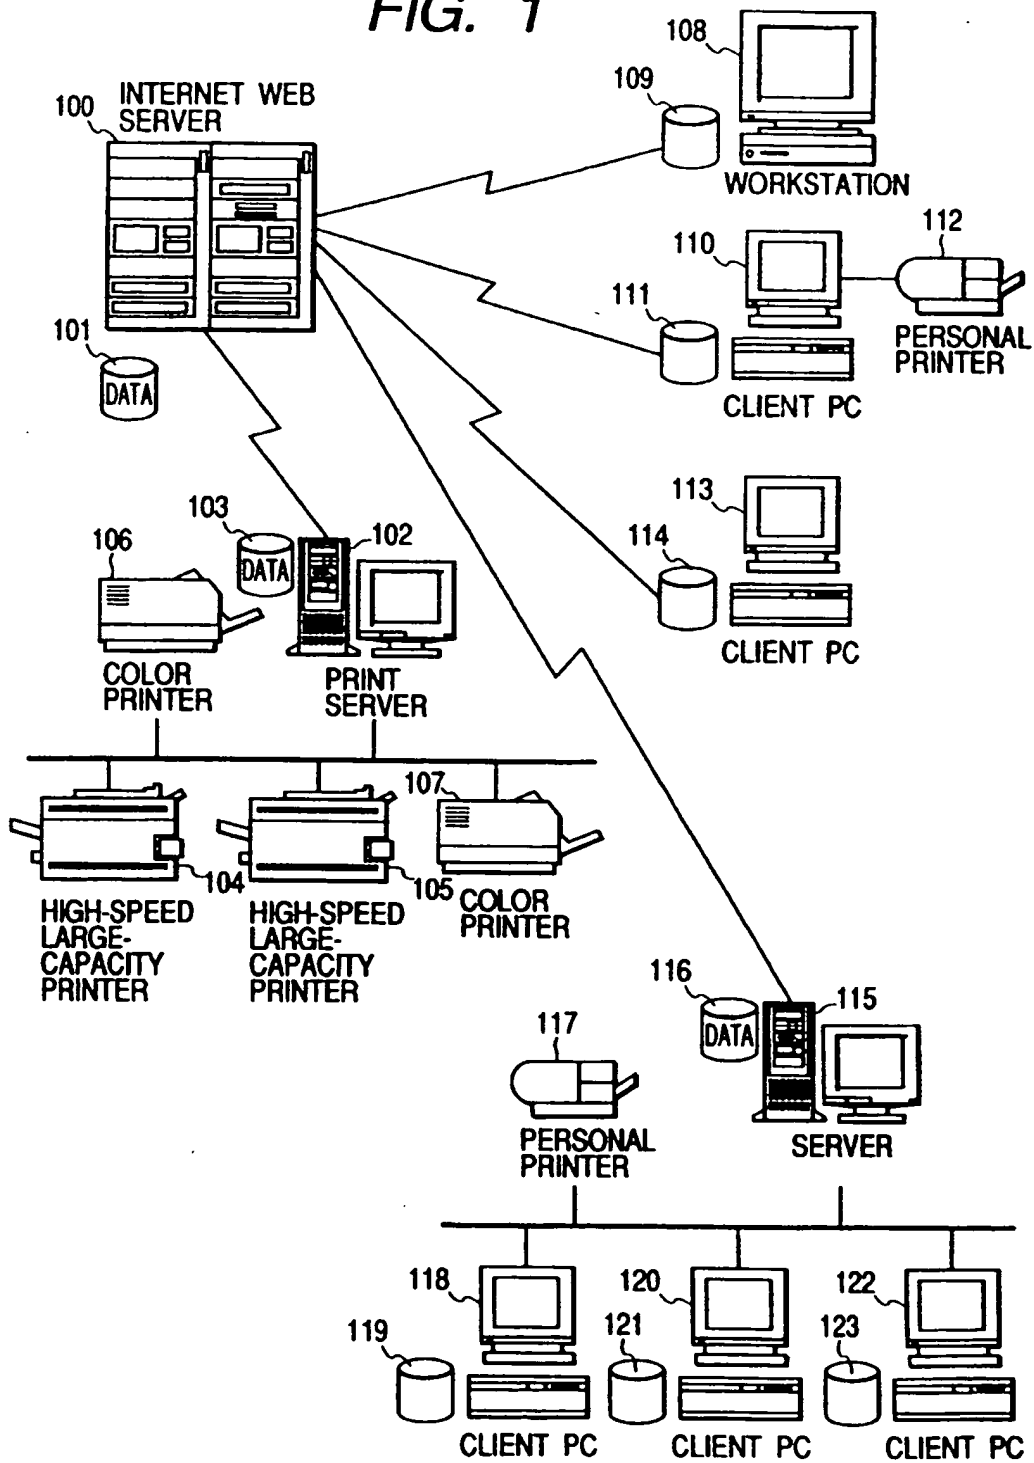 FIG. 1
108
INTERNET WEB
SERVER
100
109
WORKSTATION
110
112
111
PERSONAL
PRINTER
CLIENT PC
101
DATA
113
114
CLIENT PC
103
DATA
102
106
COLOR
PRINTER
PRINT
SERVER
107
104
105
HIGH-SPEED
LARGE-
CAPACITY
PRINTER
HIGH-SPEED
LARGE-
CAPACITY
PRINTER
COLOR
PRINTER
116
DATA
115
117
PERSONAL
PRINTER
SERVER
118
120
122
119
121
123
CLIENT PC
CLIENT PC
CLIENT PC